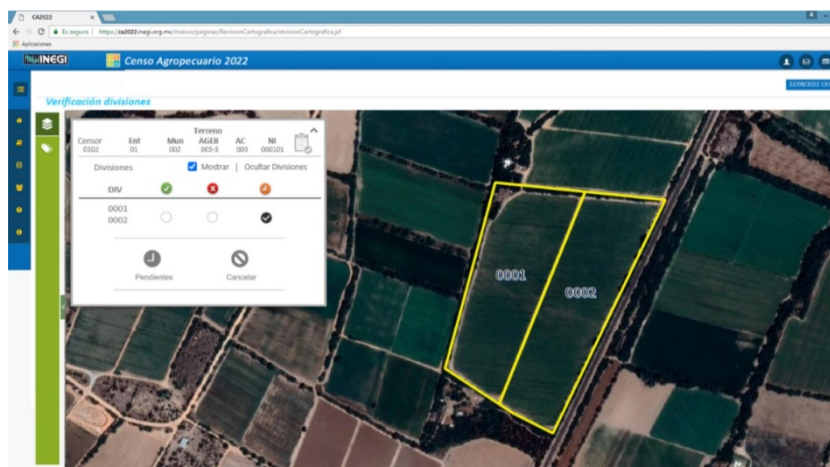 CA2022
Es seguro | https://ca2022.inegi.org.mx/masivo/paginas/RevisionCartografica/revisionCartografica.jsf
Aplicaciones
INEGI
Censo Agropecuario 2022
Verificación divisiones
Terreno
Censor Ent Mun AGEB AC NI
0102 01 002 003-3 003 000101
Divisiones Mostrar | Ocultar Divisiones
DIV
0001
0002
Pendientes Cancelar
0001
0002